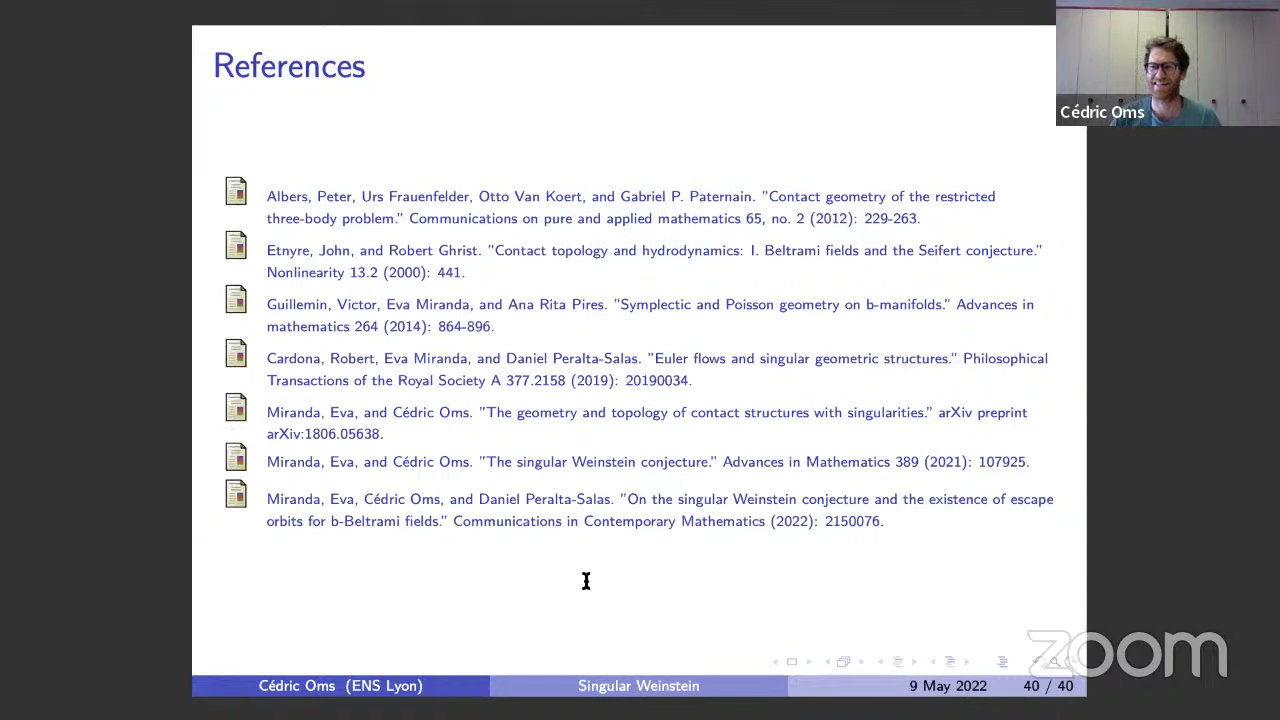 References
Cédric Oms
Albers, Peter, Urs Frauenfelder, Otto Van Koert, and Gabriel P. Paternain. "Contact geometry of the restricted
three-body problem." Communications on pure and applied mathematics 65, no. 2 (2012): 229-263.
Etnyre, John, and Robert Ghrist. "Contact topology and hydrodynamics: I. Beltrami fields and the Seifert conjecture."
Nonlinearity 13.2 (2000): 441.
Guillemin, Victor, Eva Miranda, and Ana Rita Pires. "Symplectic and Poisson geometry on b-manifolds." Advances in
mathematics 264 (2014): 864-896.
Cardona, Robert, Eva Miranda, and Daniel Peralta-Salas. "Euler flows and singular geometric structures." Philosophical
Transactions of the Royal Society A 377.2158 (2019): 20190034.
Miranda, Eva, and Cédric Oms. "The geometry and topology of contact structures with singularities." arXiv preprint
arXiv:1806.05638.
Miranda, Eva, and Cédric Oms. "The singular Weinstein conjecture." Advances in Mathematics 389 (2021): 107925.
Miranda, Eva, Cédric Oms, and Daniel Peralta-Salas. "On the singular Weinstein conjecture and the existence of escape
orbits for b-Beltrami fields." Communications in Contemporary Mathematics (2022): 2150076.
zoom
Cédric Oms (ENS Lyon) Singular Weinstein 9 May 2022 40 / 40